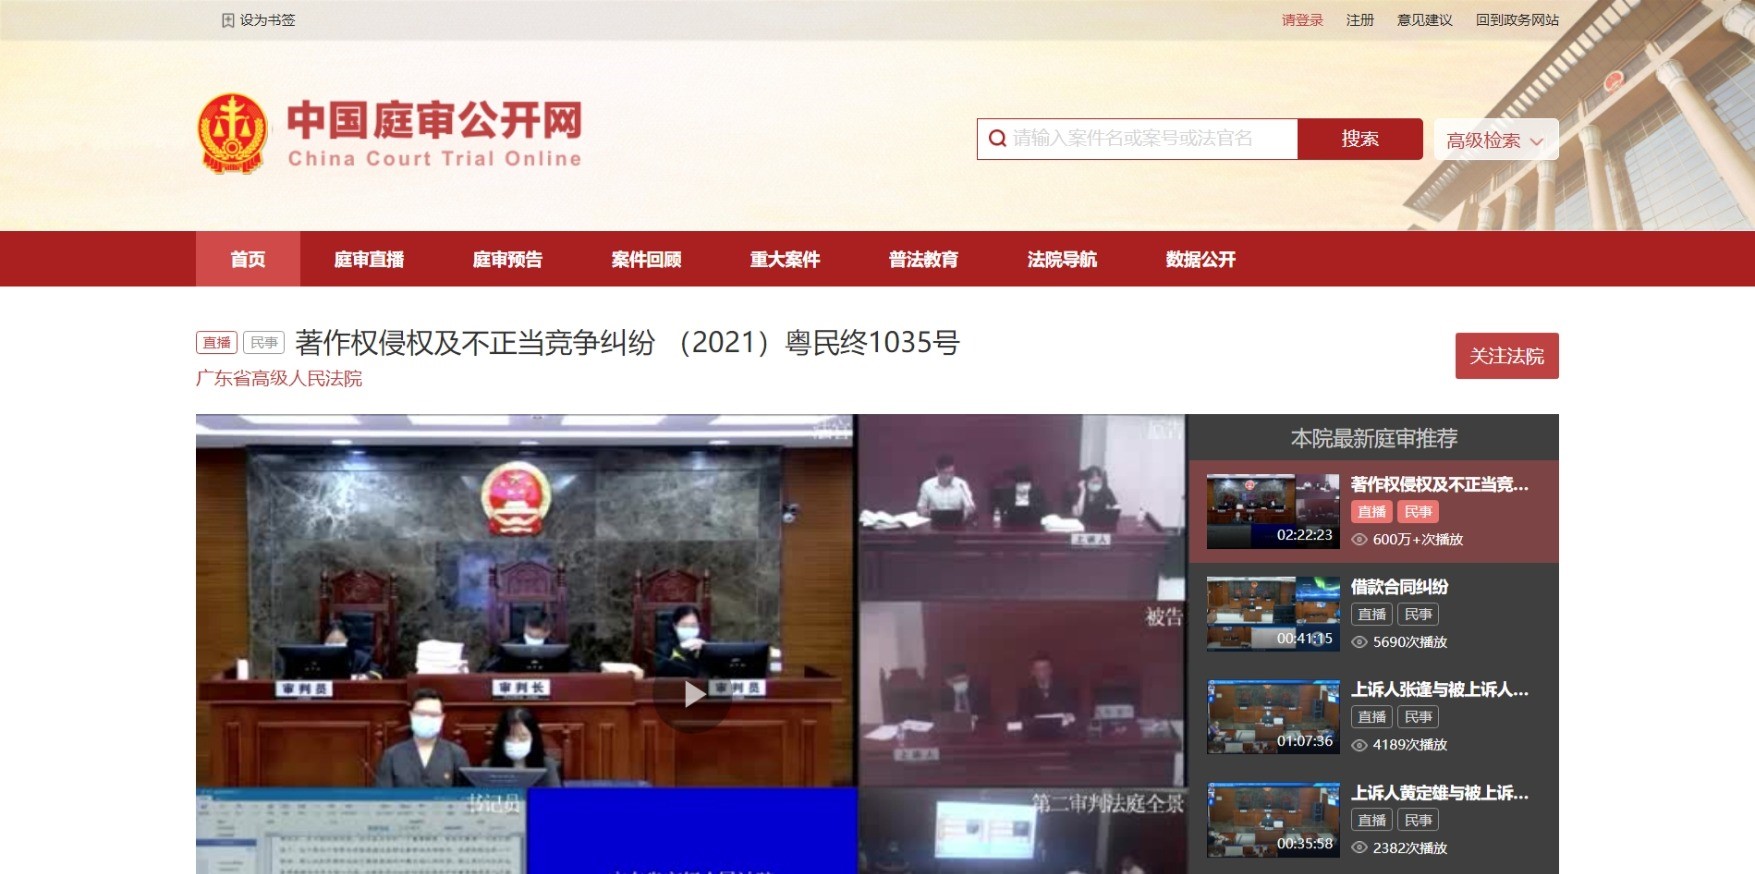 设为书签
请登录 注册 意见建议 回到政务网站
中国庭审公开网
China Court Trial Online
请输入案件名或案号或法官名 搜索 高级检索
首页 庭审直播 庭审预告 案件回顾 重大案件 普法教育 法院导航 数据公开
直播 民事 著作权侵权及不正当竞争纠纷 （2021）粤民终1035号
广东省高级人民法院
关注法院
法官
原告
审判员 审判长 审判员
上诉人
被告
上诉人
书记员
第二审判法庭全景
本院最新庭审推荐
著作权侵权及不正当竞...
直播 民事
02:22:23
600万+次播放
借款合同纠纷
直播 民事
00:41:15
5690次播放
上诉人张逢与被上诉人...
直播 民事
01:07:36
4189次播放
上诉人黄定雄与被上诉...
直播 民事
00:35:58
2382次播放